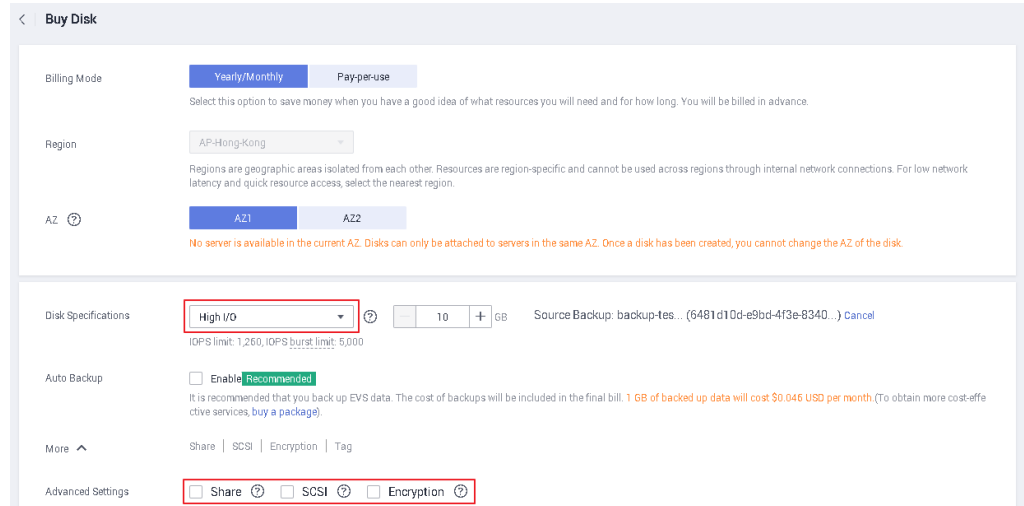 Buy Disk
Billing Mode
Yearly/Monthly Pay-per-use
Select this option to save money when you have a good idea of what resources you will need and for how long. You will be billed in advance.
Region
AP-Hong-Kong
Regions are geographic areas isolated from each other. Resources are region-specific and cannot be used across regions through internal network connections. For low network
latency and quick resource access, select the nearest region.
AZ ?
AZ1 AZ2
No server is available in the current AZ. Disks can only be attached to servers in the same AZ. Once a disk has been created, you cannot change the AZ of the disk.
Disk Specifications
High I/O ? − 10 + GB Source Backup: backup-tes... (6481d10d-e9bd-4f3e-8340...) Cancel
IOPS limit: 1,260, IOPS burst limit: 5,000
Auto Backup
Enable Recommended
It is recommended that you back up EVS data. The cost of backups will be included in the final bill. 1 GB of backed up data will cost $0.046 USD per month.(To obtain more cost-effe
ctive services, buy a package).
More Share | SCSI | Encryption | Tag
Advanced Settings Share ? SCSI ? Encryption ?